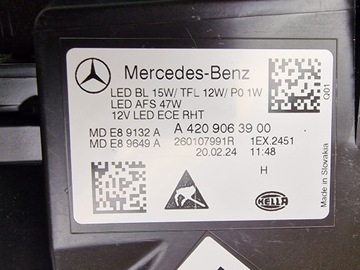 Mercedes-Benz
LED BL 15W/ TFL 12W/ P0 1W
LED AFS 47W
12V LED ECE RHT
Q01
MD E8 9132 A A 420 906 39 00
MD E8 9649 A 260107991R 1EX.2451
20.02.24 11:48
H
HELLA
Made in Slovakia